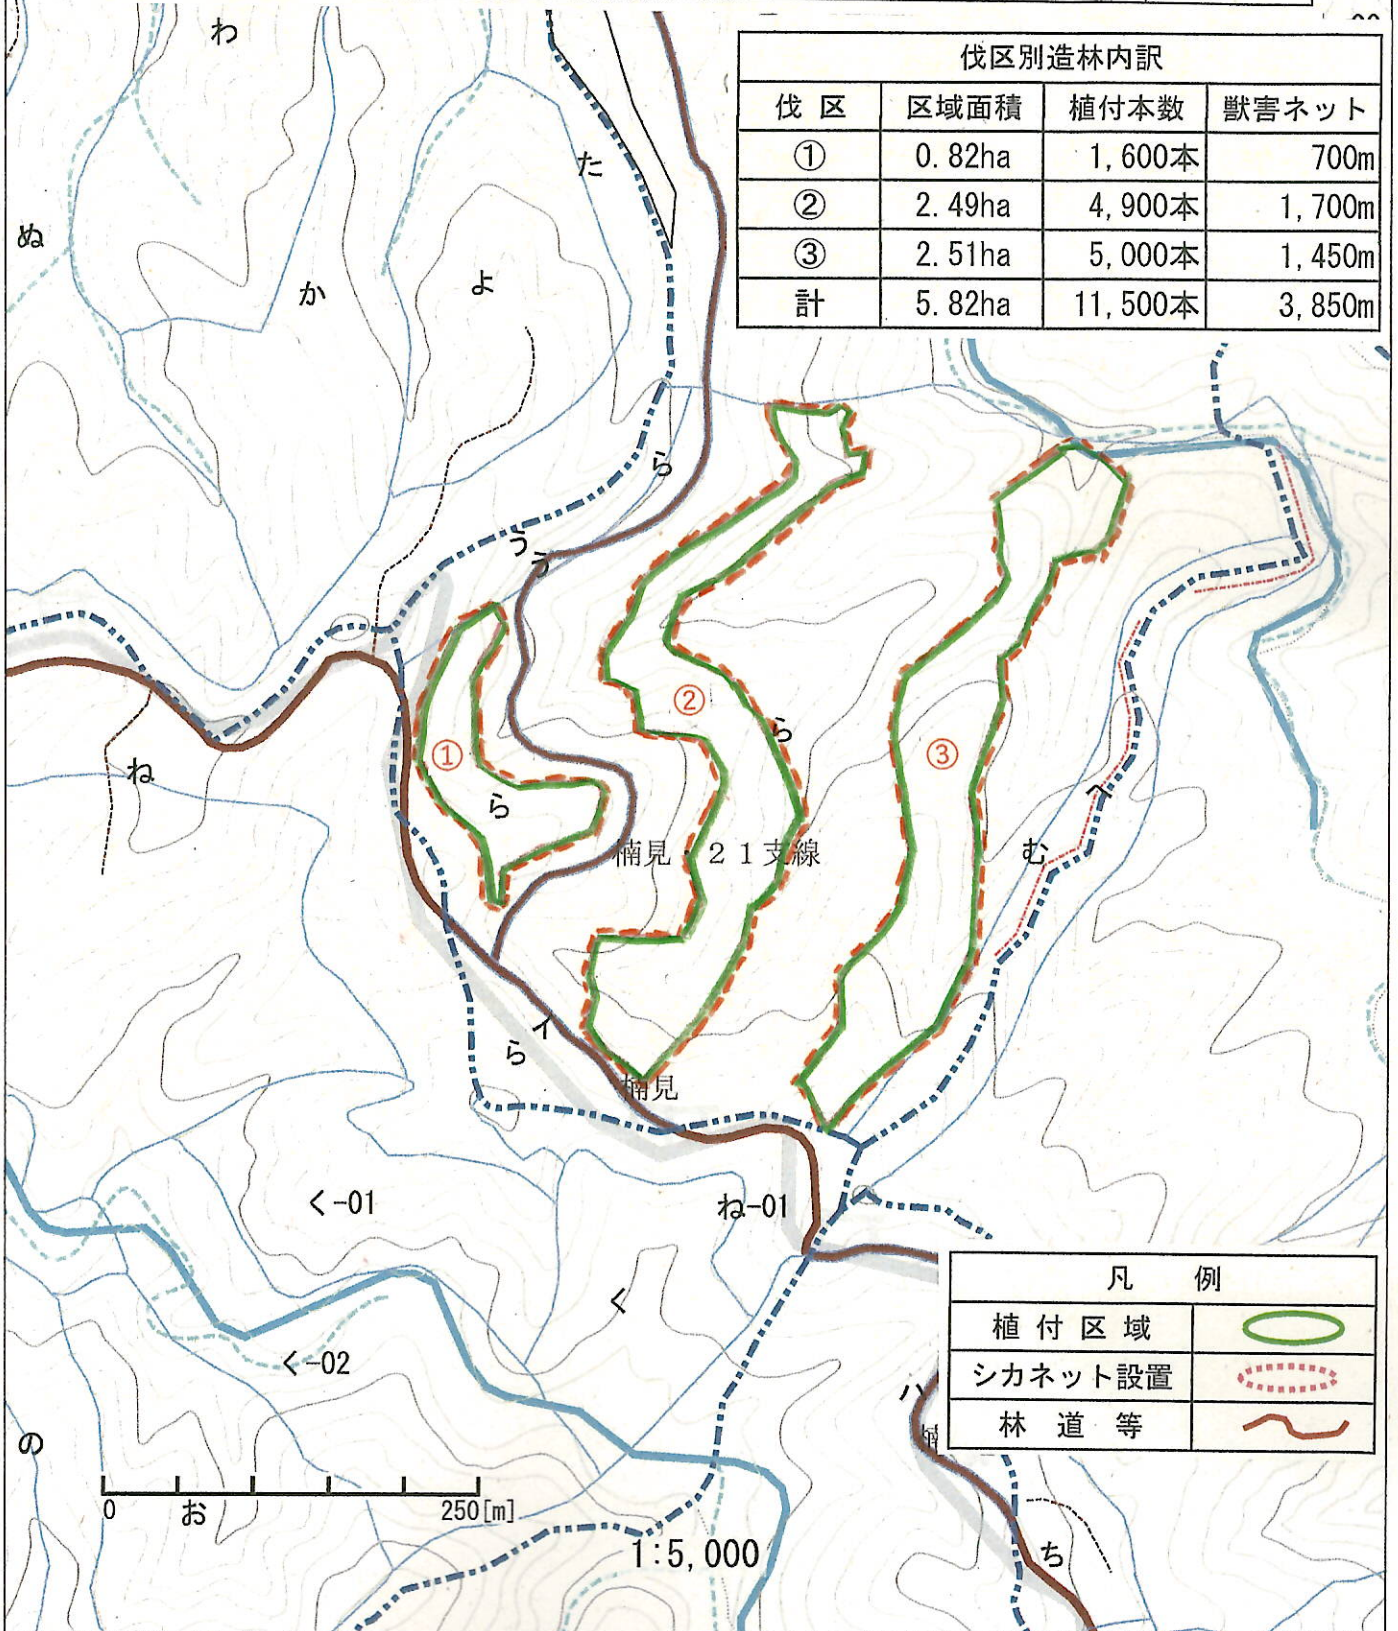 伐区別造林内訳
伐区 区域面積 植付本数 獣害ネット
① 0.82ha 1,600本 700m
② 2.49ha 4,900本 1,700m
③ 2.51ha 5,000本 1,450m
計 5.82ha 11,500本 3,850m
わ
た
ぬ
か
よ
ら
う
う
②
ら
①
③
ね
ら
へ
楠見・21支線
む
イ
ら
楠見
く-01
ね-01
く
く-02
凡例
植付区域
シカネット設置
林道等
ハ
の
0
お
250[m]
1:5,000
ち